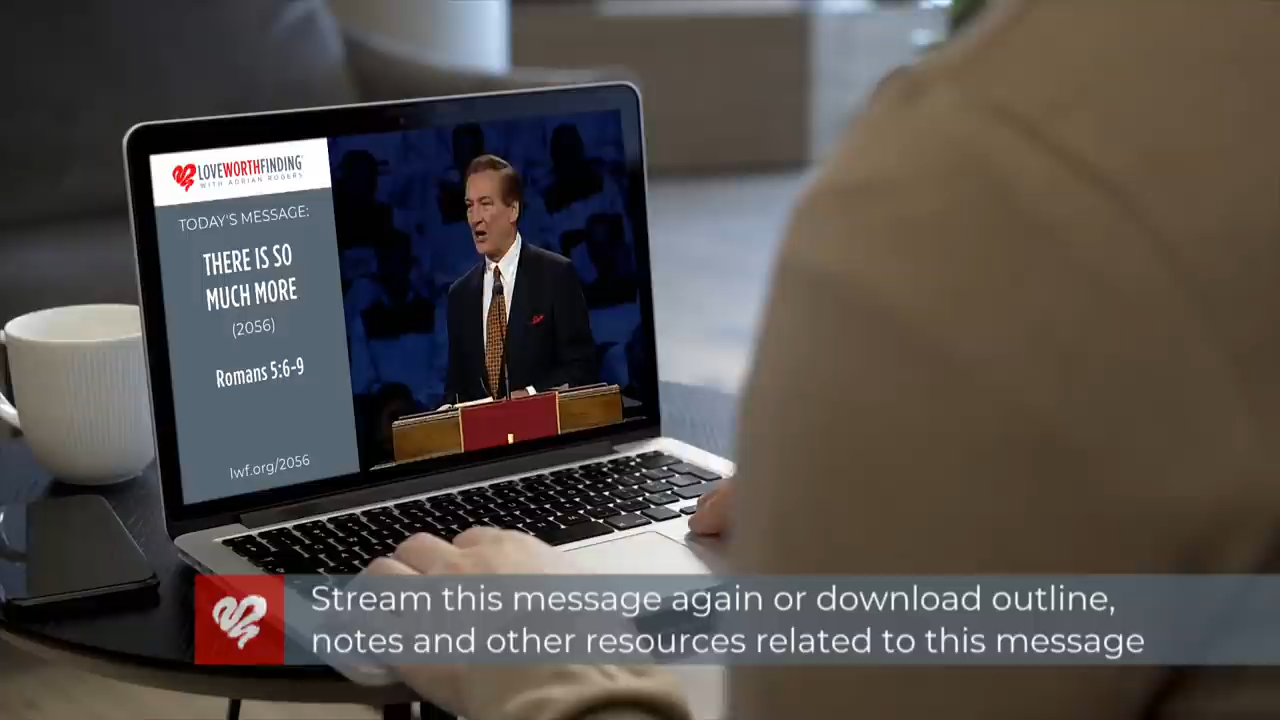 LOVEWORTHFINDING
WITH ADRIAN ROGERS
TODAY'S MESSAGE:
THERE IS SO
MUCH MORE
(2056)
Romans 5:6-9
lwf.org/2056
Stream this message again or download outline,
notes and other resources related to this message